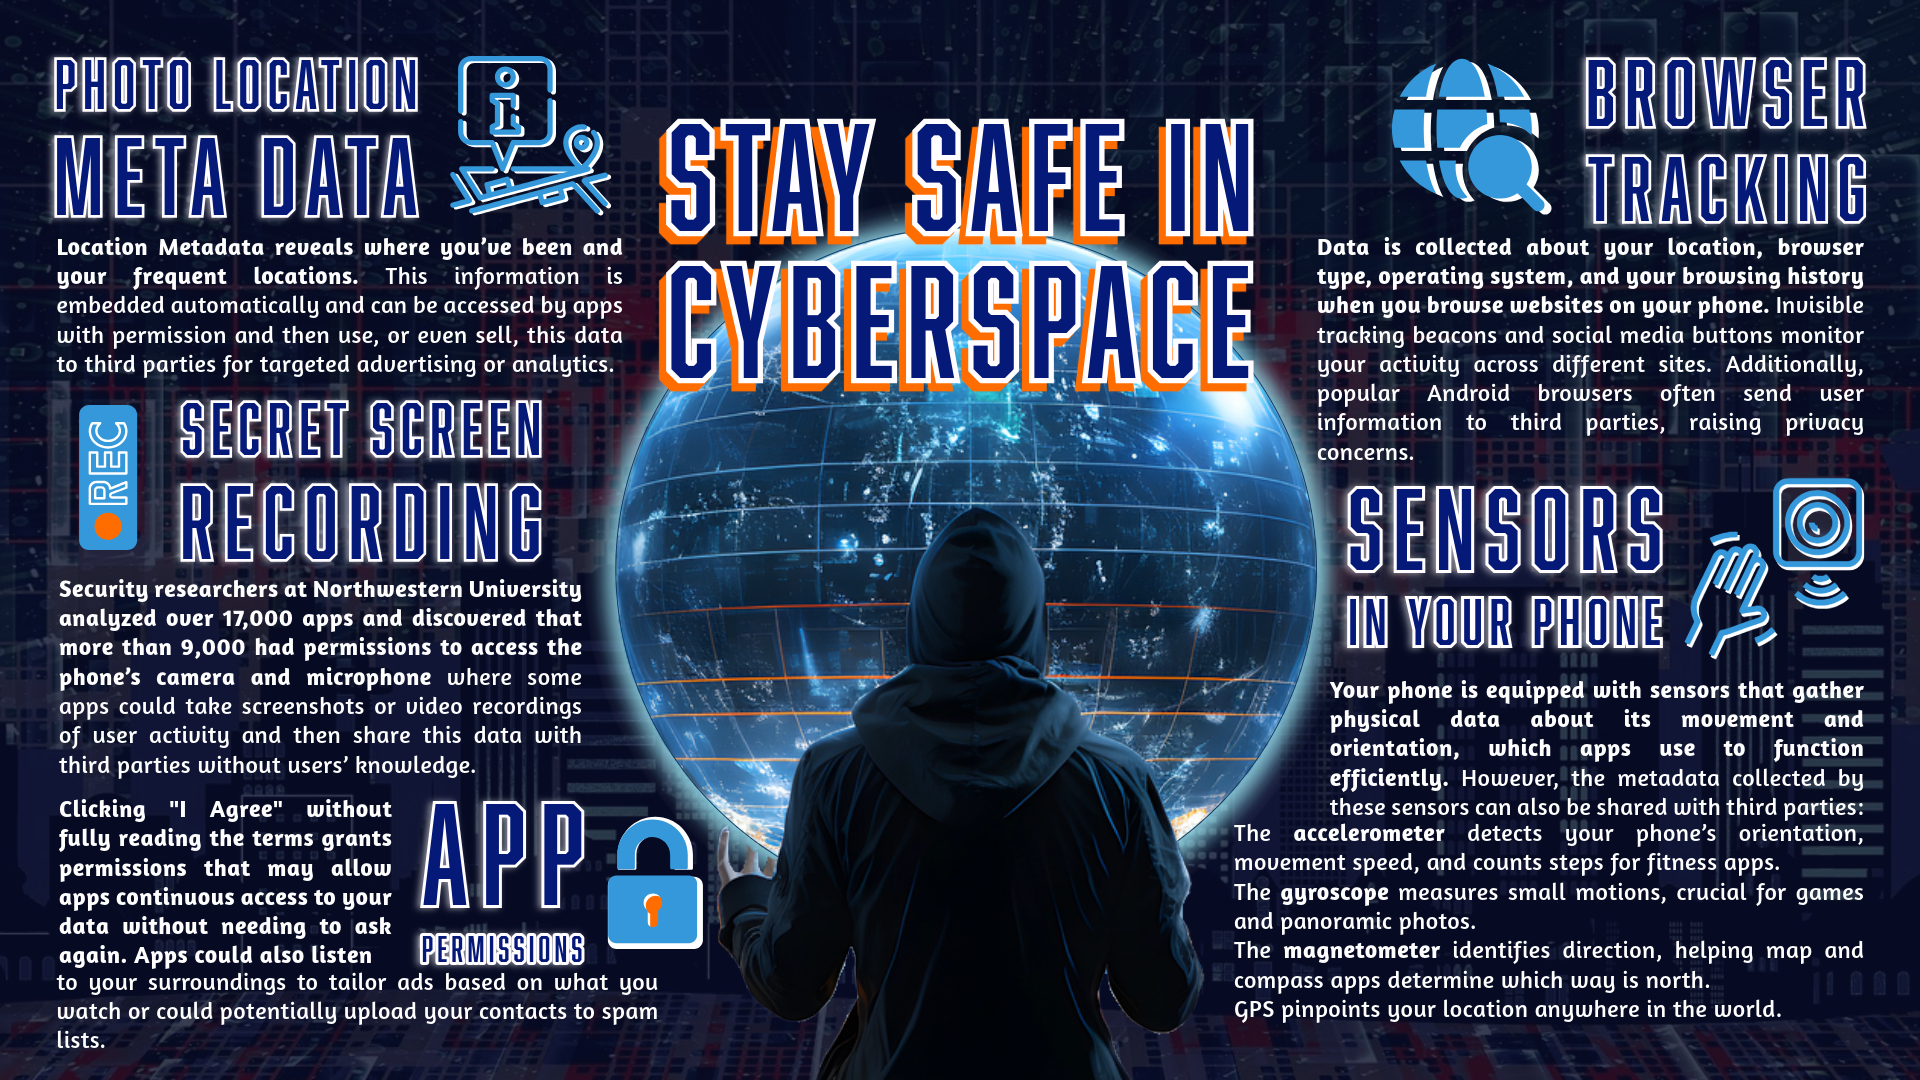 STAY SAFE IN
CYBERSPACE
PHOTO LOCATION
META DATA
Location Metadata reveals where you’ve been and
your frequent locations. This information is
embedded automatically and can be accessed by apps
with permission and then use, or even sell, this data
to third parties for targeted advertising or analytics.
REC
SECRET SCREEN
RECORDING
Security researchers at Northwestern University
analyzed over 17,000 apps and discovered that
more than 9,000 had permissions to access the
phone’s camera and microphone where some
apps could take screenshots or video recordings
of user activity and then share this data with
third parties without users’ knowledge.
APP
PERMISSIONS
Clicking "I Agree" without
fully reading the terms grants
permissions that may allow
apps continuous access to your
data without needing to ask
again. Apps could also listen
to your surroundings to tailor ads based on what you
watch or could potentially upload your contacts to spam
lists.
BROWSER
TRACKING
Data is collected about your location, browser
type, operating system, and your browsing history
when you browse websites on your phone. Invisible
tracking beacons and social media buttons monitor
your activity across different sites. Additionally,
popular Android browsers often send user
information to third parties, raising privacy
concerns.
SENSORS
IN YOUR PHONE
Your phone is equipped with sensors that gather
physical data about its movement and
orientation, which apps use to function
efficiently. However, the metadata collected by
these sensors can also be shared with third parties:
The accelerometer detects your phone’s orientation,
movement speed, and counts steps for fitness apps.
The gyroscope measures small motions, crucial for games
and panoramic photos.
The magnetometer identifies direction, helping map and
compass apps determine which way is north.
GPS pinpoints your location anywhere in the world.